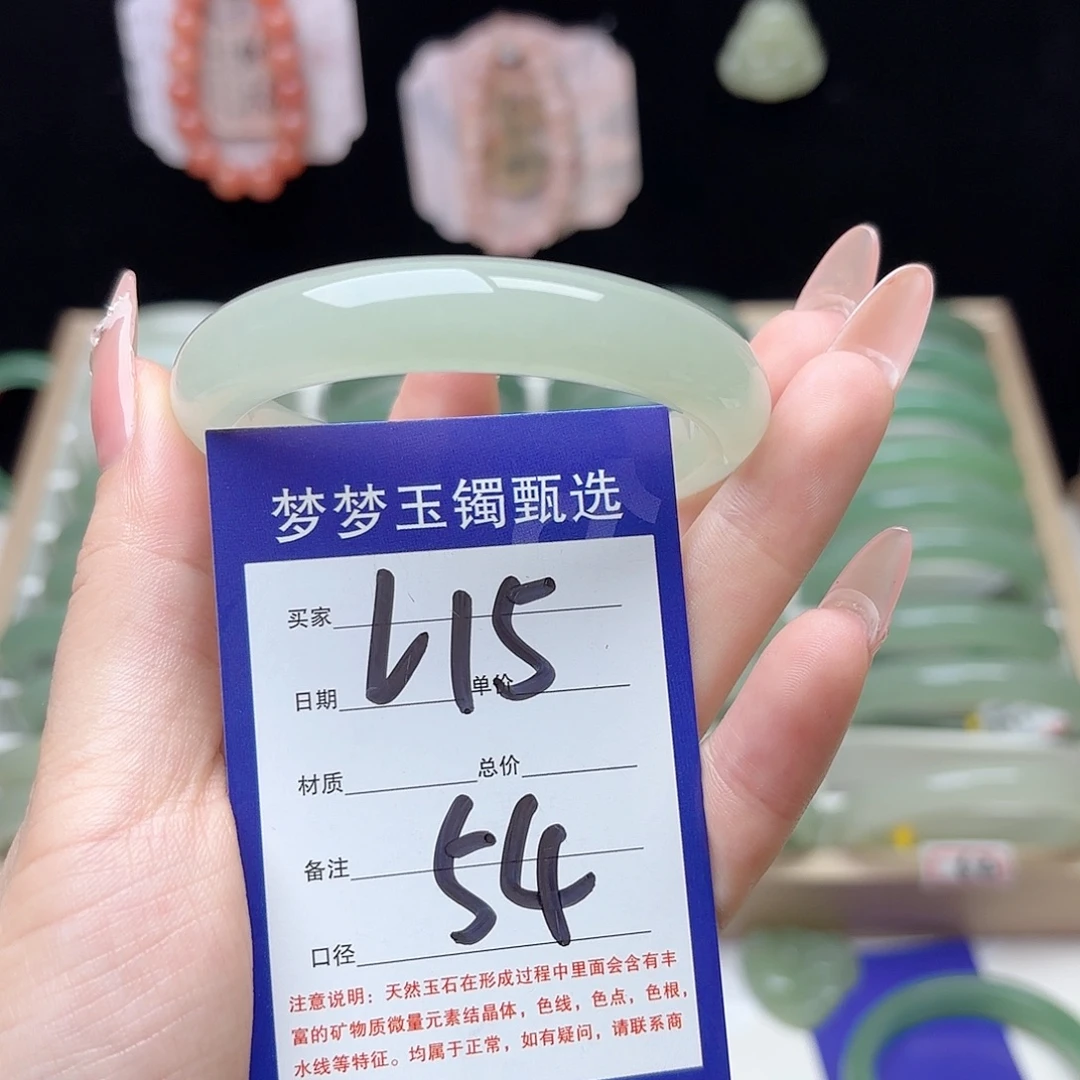 梦梦玉镯甄选
买家
L15
日期 单价
材质 总价
54
备注
口径
注意说明：天然玉石在形成过程中里面会含有丰
富的矿物质微量元素结晶体，色线，色点，色根，
水线等特征。均属于正常，如有疑问，请联系商